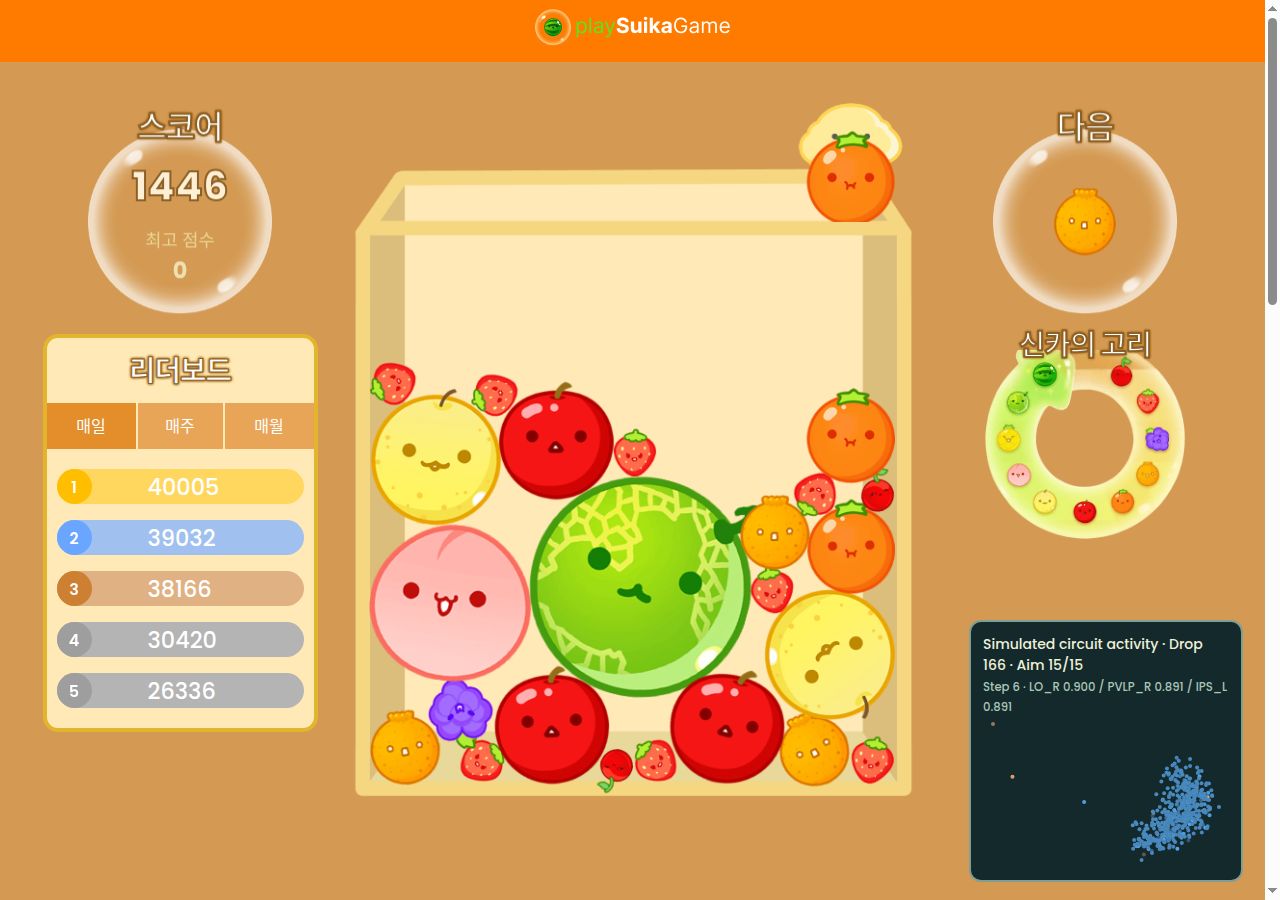 playSuikaGame
스코어
1446
최고 점수
0
리더보드
매일
매주
매월
1 40005
2 39032
3 38166
4 30420
5 26336
다음
신카의 고리
Simulated circuit activity · Drop
166 · Aim 15/15
Step 6 · LO_R 0.900 / PVLP_R 0.891 / IPS_L
0.891